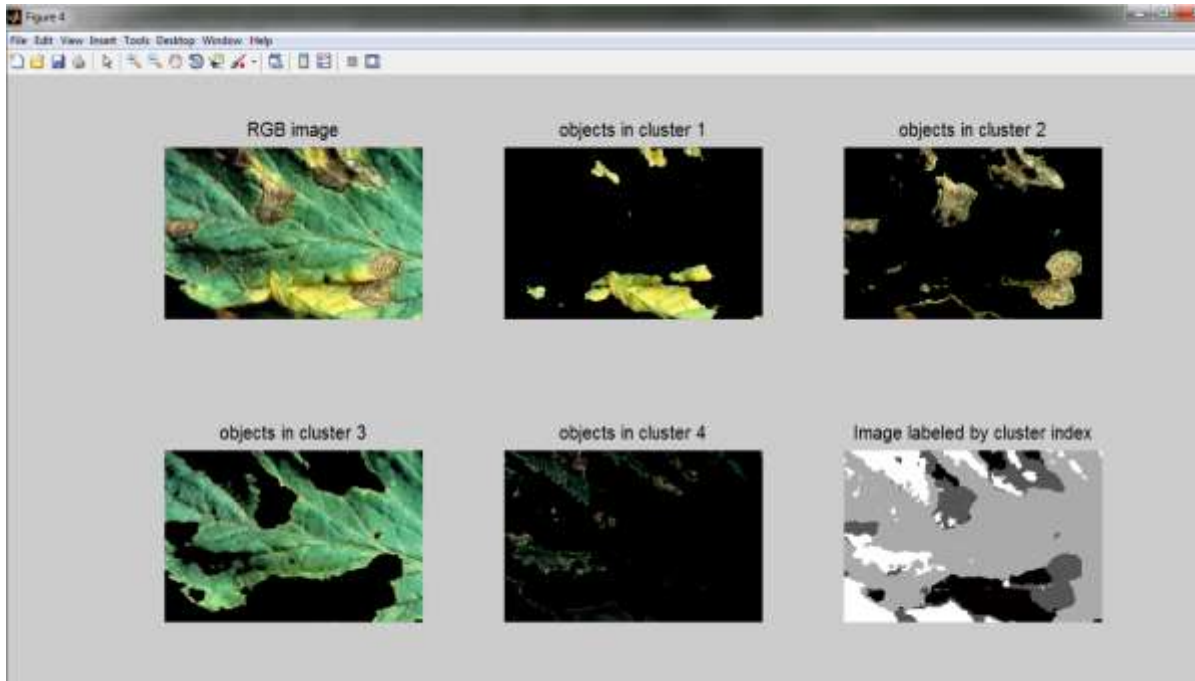 Figure 4
File Edit View Insert Tools Desktop Window Help
RGB image
objects in cluster 1
objects in cluster 2
objects in cluster 3
objects in cluster 4
Image labeled by cluster index